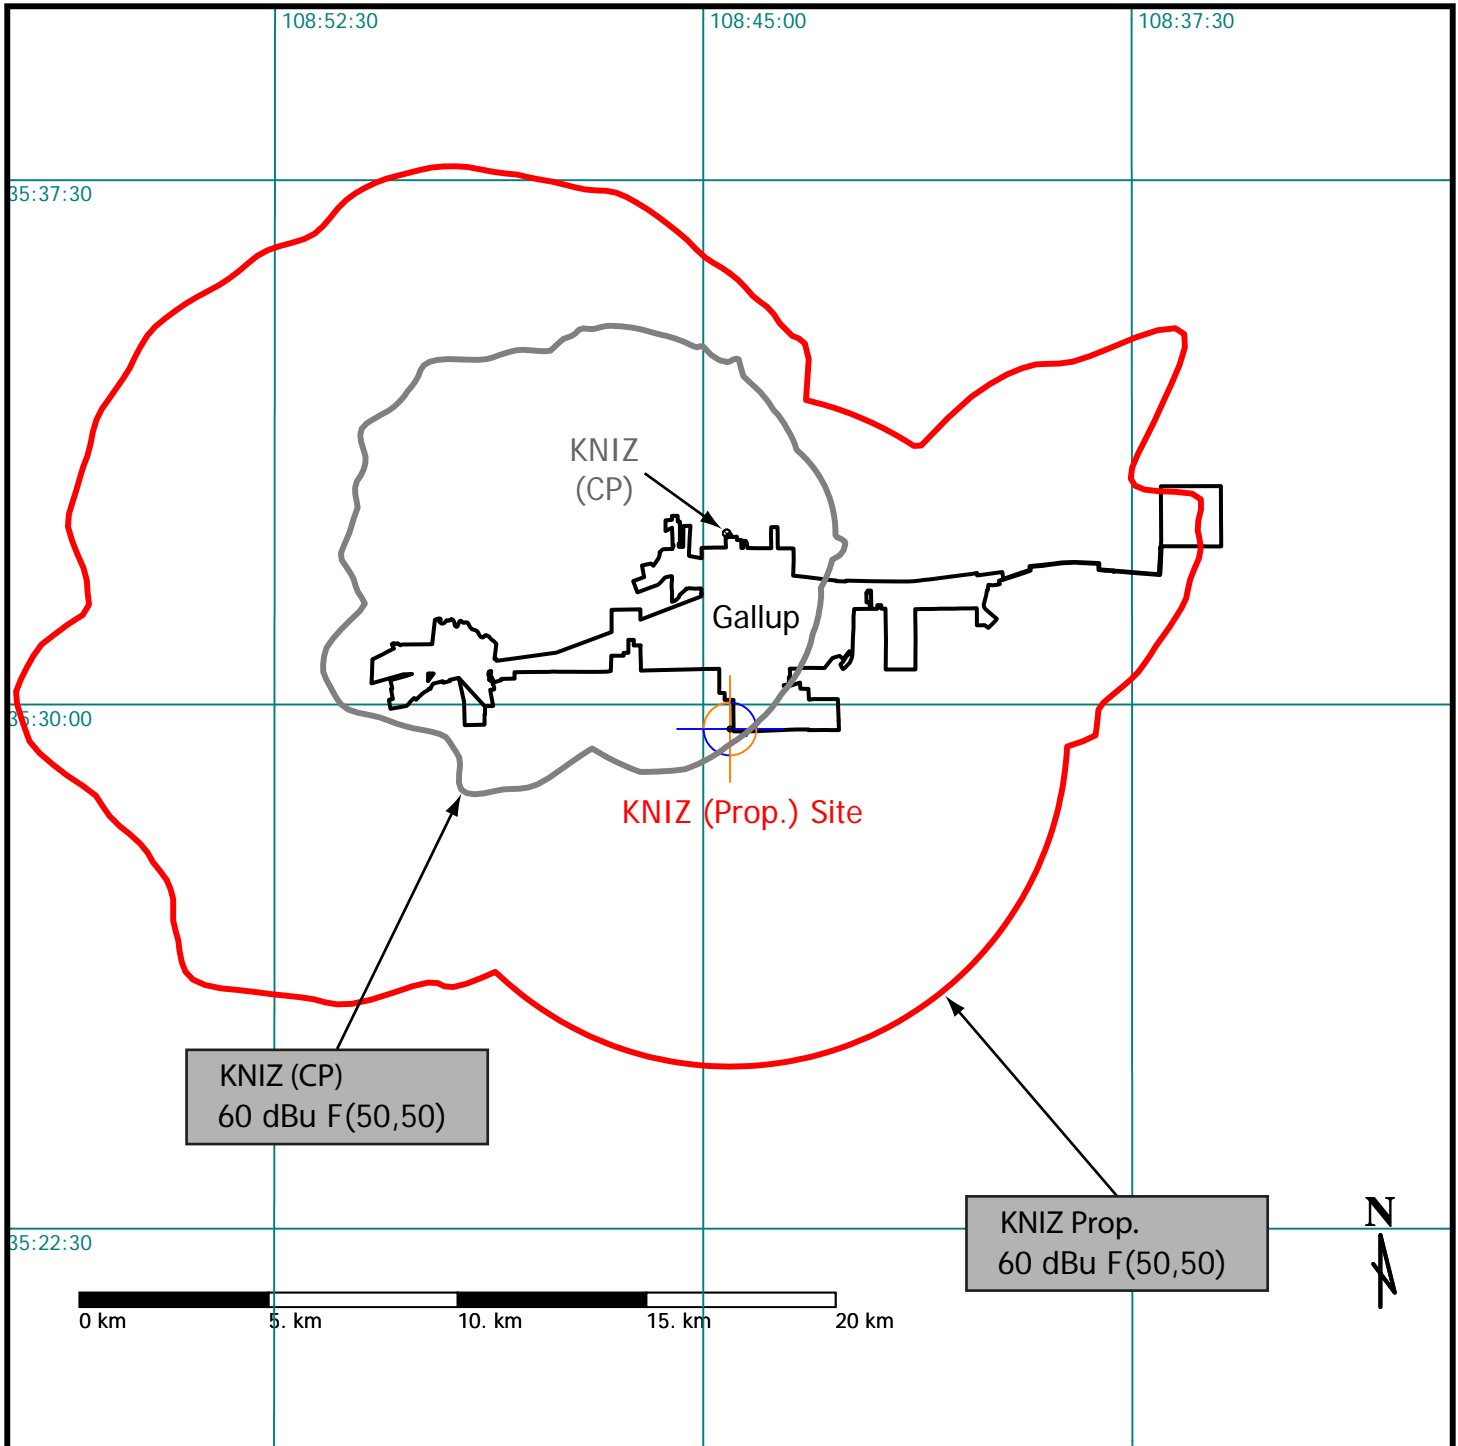 108:52:30
108:45:00
108:37:30
35:37:30
KNIZ
(CP)
Gallup
35:30:00
KNIZ (Prop.) Site
KNIZ (CP)
60 dBu F(50,50)
KNIZ Prop.
60 dBu F(50,50)
N
35:22:30
0 km
5. km
10. km
15. km
20 km